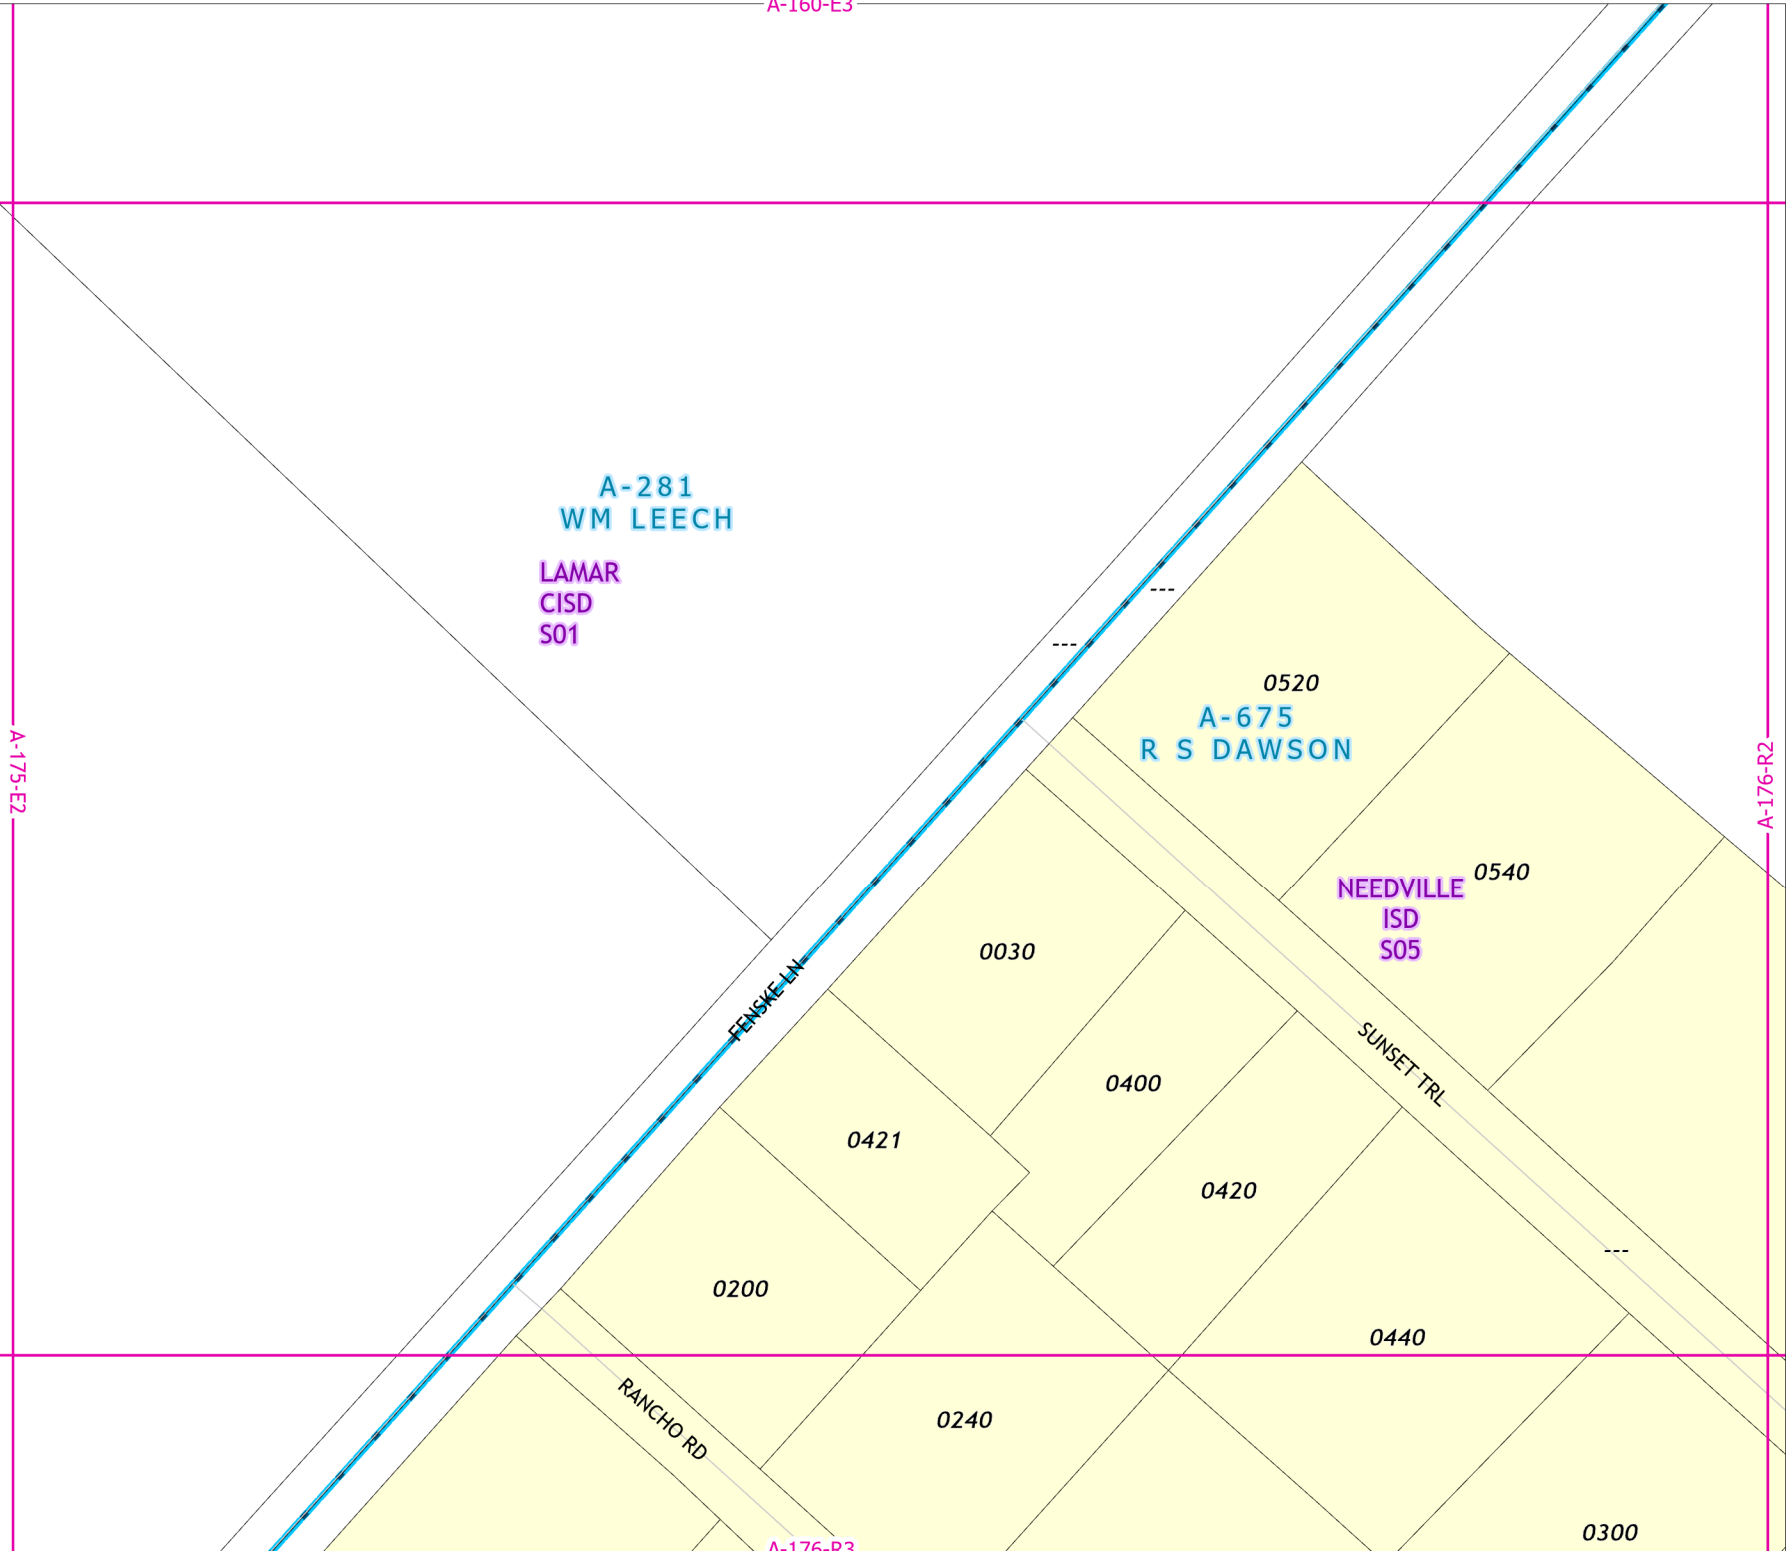 A-160-E3
A-281
WM LEECH
LAMAR
CISD
S01
---
---
0520
A-675
R S DAWSON
A-175-E2
A-176-R2
0540
NEEDVILLE
ISD
S05
0030
FENSKE LN
SUNSET TRL
0400
0421
0420
---
0200
0440
RANCHO RD
0240
0300
A-176-R3